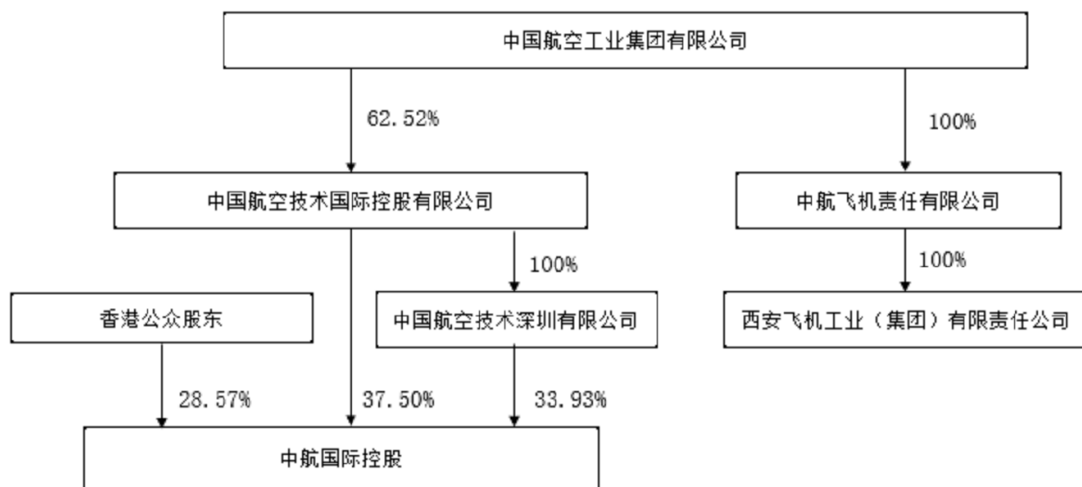 中国航空工业集团有限公司
62.52%
100%
中国航空技术国际控股有限公司
中航飞机责任有限公司
100%
100%
香港公众股东
中国航空技术深圳有限公司
西安飞机工业（集团）有限责任公司
28.57%
37.50%
33.93%
中航国际控股